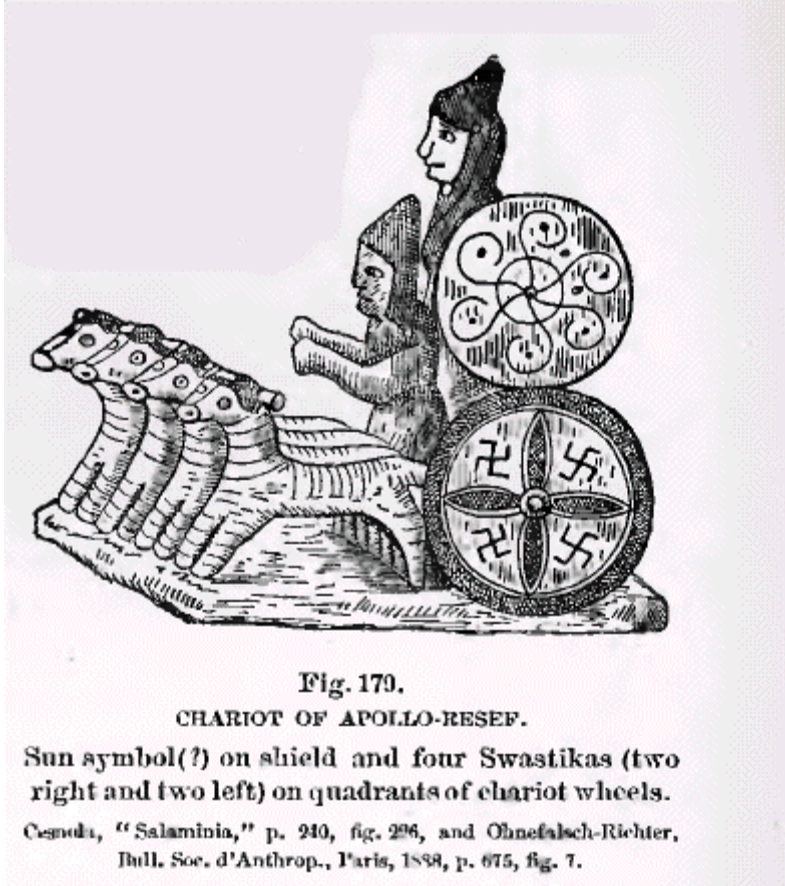 Fig. 179.
CHARIOT OF APOLLO-RESEF.
Sun symbol(?) on shield and four Swastikas (two
right and two left) on quadrants of chariot wheels.
Cesnola, “Salaminia,” p. 240, fig. 226, and Ohnefalsch-Richter,
Bull. Soc. d'Anthrop., Paris, 1888, p. 675, fig. 7.